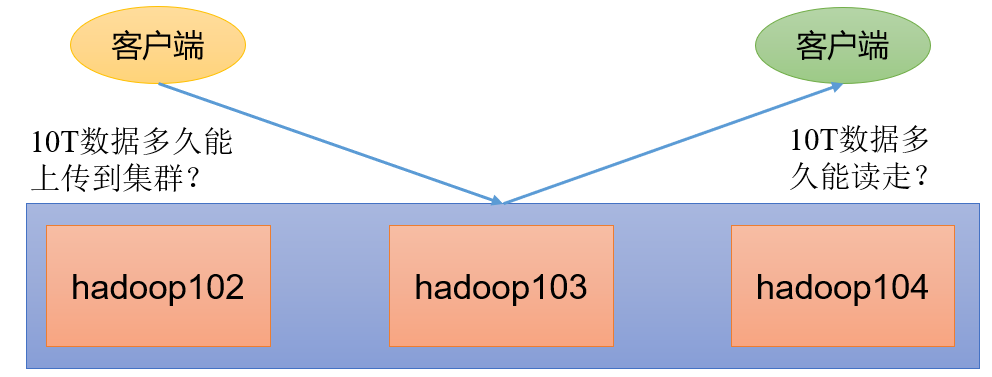 客户端
客户端
10T数据多久能
上传到集群？
10T数据多
久能读走？
hadoop102
hadoop103
hadoop104